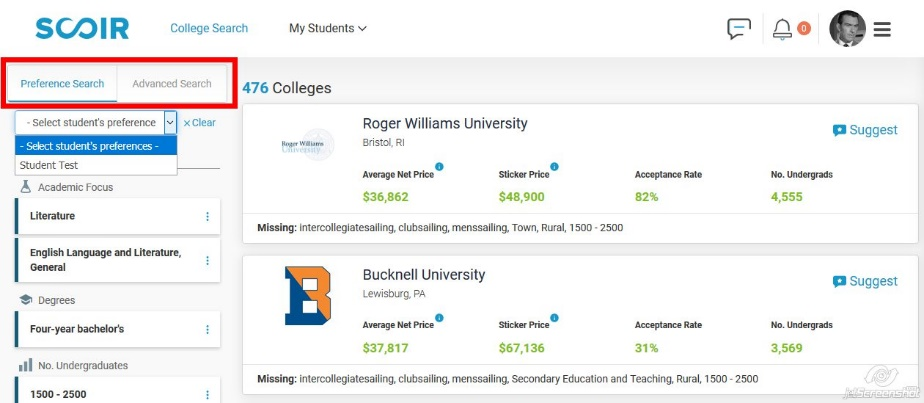 SCOIR
College Search
My Students
0
Preference Search
Advanced Search
- Select student's preference
× Clear
- Select student's preferences -
Student Test
Academic Focus
Literature
English Language and Literature,
General
Degrees
Four-year bachelor's
No. Undergraduates
1500 - 2500
476 Colleges
Roger Williams
University
Roger Williams University
Bristol, RI
Suggest
Average Net Price
Sticker Price
Acceptance Rate
No. Undergrads
$36,862
$48,900
82%
4,555
Missing: intercollegiatesailing, clubsailing, menssailing, Town, Rural, 1500 - 2500
B
Bucknell University
Lewisburg, PA
Suggest
Average Net Price
Sticker Price
Acceptance Rate
No. Undergrads
$37,817
$67,136
31%
3,569
Missing: intercollegiatesailing, clubsailing, menssailing, Secondary Education and Teaching, Rural, 1500 - 2500